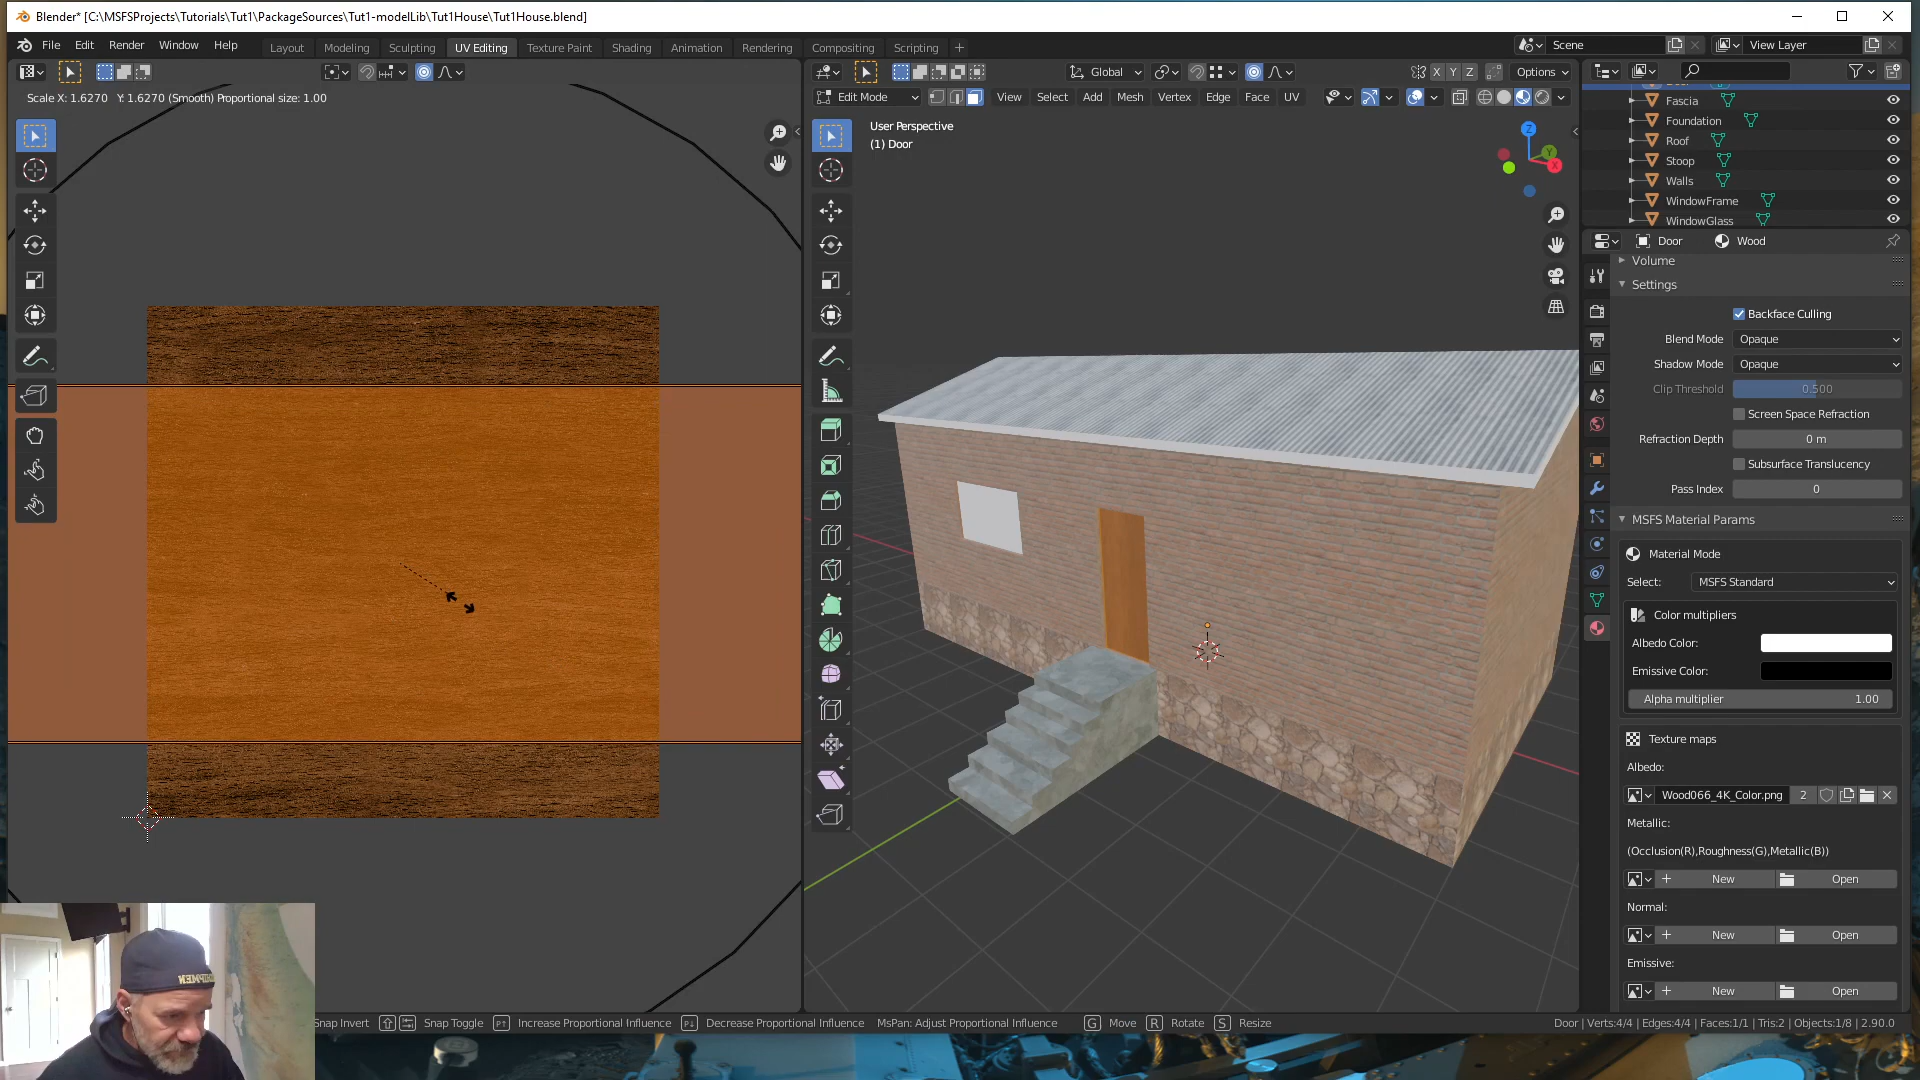 Blender* [C:\MSFSProjects\Tutorials\Tut1\PackageSources\Tut1-modelLib\Tut1House\Tut1House.blend]
File Edit Render Window Help Layout Modeling Sculpting UV Editing Texture Paint Shading Animation Rendering Compositing Scripting + Scene View Layer
Global X Y Z Options
Scale X: 1.6270 Y: 1.6270 (Smooth) Proportional size: 1.00
Edit Mode View Select Add Mesh Vertex Edge Face UV
User Perspective
(1) Door
Z
Y
X
Fascia
Foundation
Roof
Stoop
Walls
WindowFrame
WindowGlass
Door Wood
Volume
Settings
Backface Culling
Blend Mode Opaque
Shadow Mode Opaque
Clip Threshold 0.500
Screen Space Refraction
Refraction Depth 0 m
Subsurface Translucency
Pass Index 0
MSFS Material Params
Material Mode
Select: MSFS Standard
Color multipliers
Albedo Color:
Emissive Color:
Alpha multiplier 1.00
Texture maps
Albedo:
Wood066_4K_Color.png 2
Metallic:
(Occlusion(R),Roughness(G),Metallic(B))
New Open
Normal:
New Open
Emissive:
New Open
Snap Invert Snap Toggle Increase Proportional Influence Decrease Proportional Influence MsPan: Adjust Proportional Influence G Move R Rotate S Resize
Door | Verts:4/4 | Edges:4/4 | Faces:1/1 | Tris:2 | Objects:1/8 | 2.90.0